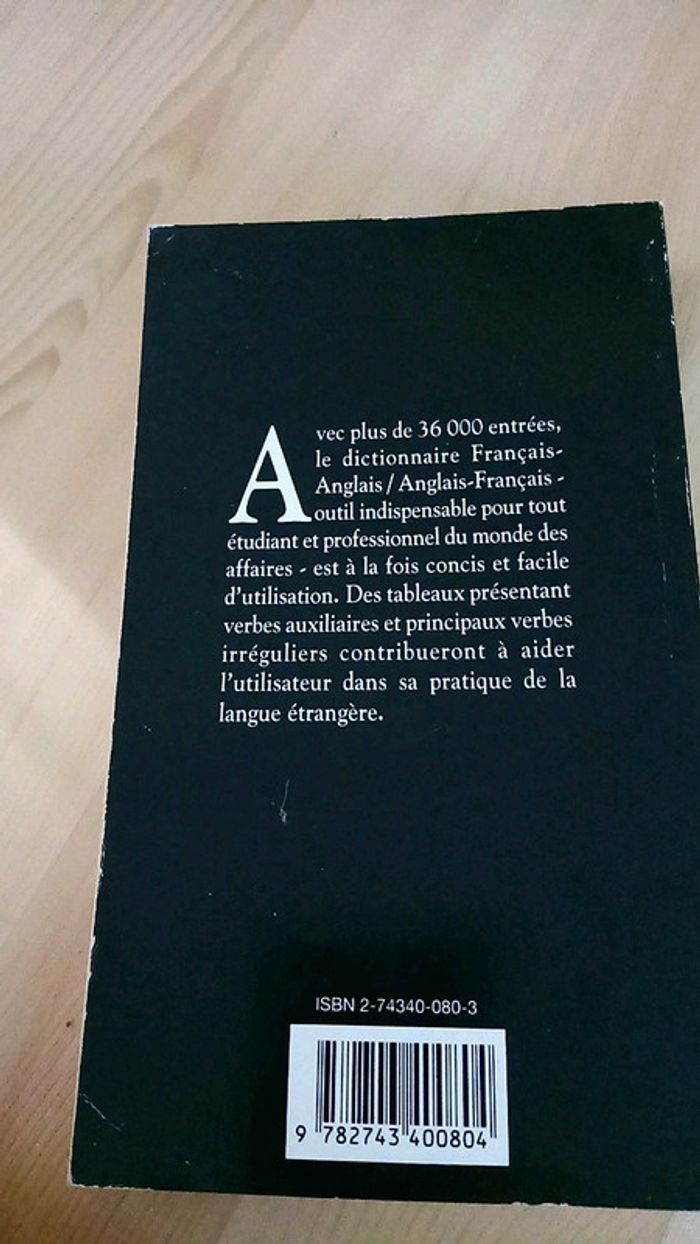 Avec plus de 36 000 entrées,
le dictionnaire Français-
Anglais / Anglais-Français -
outil indispensable pour tout
étudiant et professionnel du monde des
affaires - est à la fois concis et facile
d'utilisation. Des tableaux présentant
verbes auxiliaires et principaux verbes
irréguliers contribueront à aider
l'utilisateur dans sa pratique de la
langue étrangère.
ISBN 2-74340-080-3
9 782743 400804